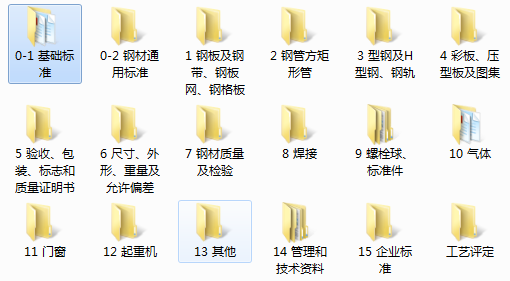 0-1 基础标
准
0-2 钢材通
用标准
1 钢板及钢
带、钢板
网、钢格板
2 钢管方矩
形管
3 型钢及H
型钢、钢轨
4 彩板、压
型板及图集
5 验收、包
装、标志和
质量证明书
6 尺寸、外
形、重量及
允许偏差
7 钢材质量
及检验
8 焊接
9 螺栓球、
标准件
10 气体
11 门窗
12 起重机
13 其他
14 管理和
技术资料
15 企业标
准
工艺评定